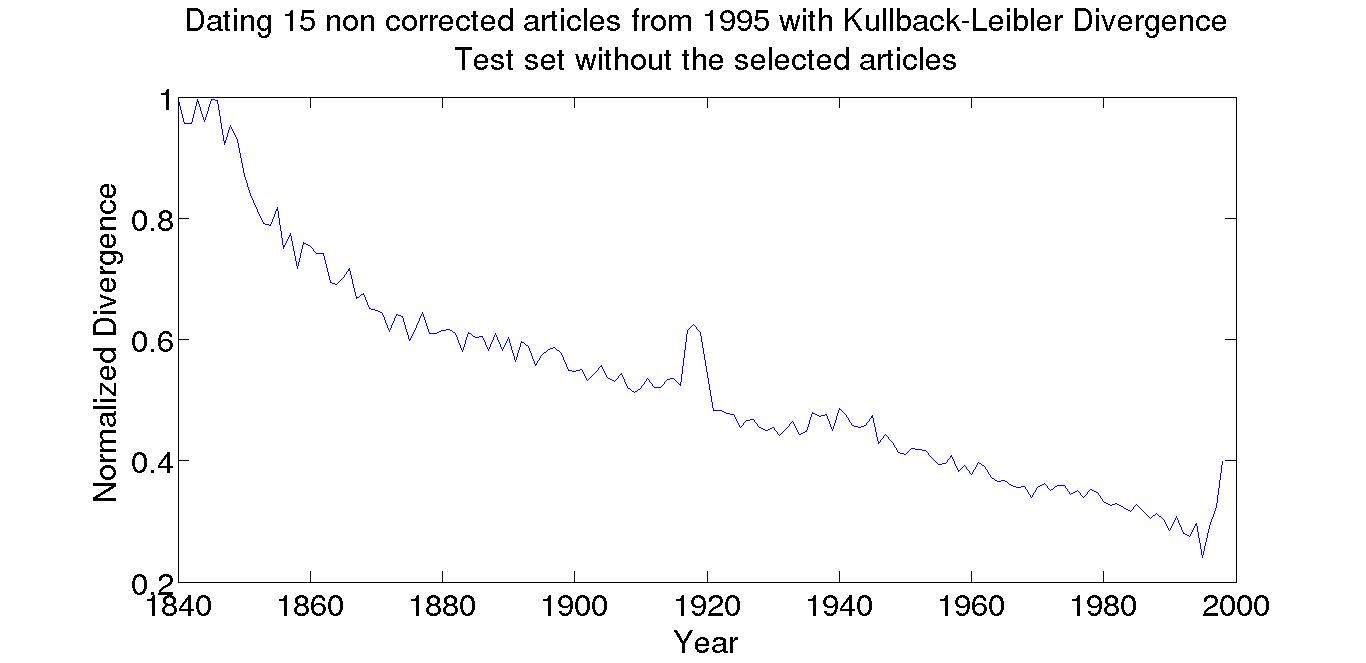 Dating 15 non corrected articles from 1995 with Kullback-Leibler Divergence
Test set without the selected articles
1
0.8
0.6
0.4
0.2
Normalized Divergence
1840 1860 1880 1900 1920 1940 1960 1980 2000
Year